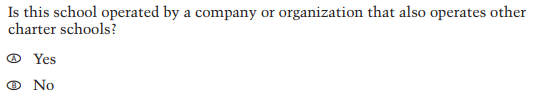 Is this school operated by a company or organization that also operates other
charter schools?
Ⓐ Yes
Ⓑ No